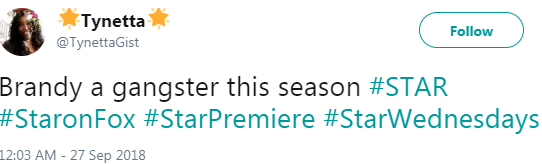 🌟Tynetta🌟
@TynettaGist
Follow
Brandy a gangster this season #STAR
#StaronFox #StarPremiere #StarWednesdays
12:03 AM - 27 Sep 2018